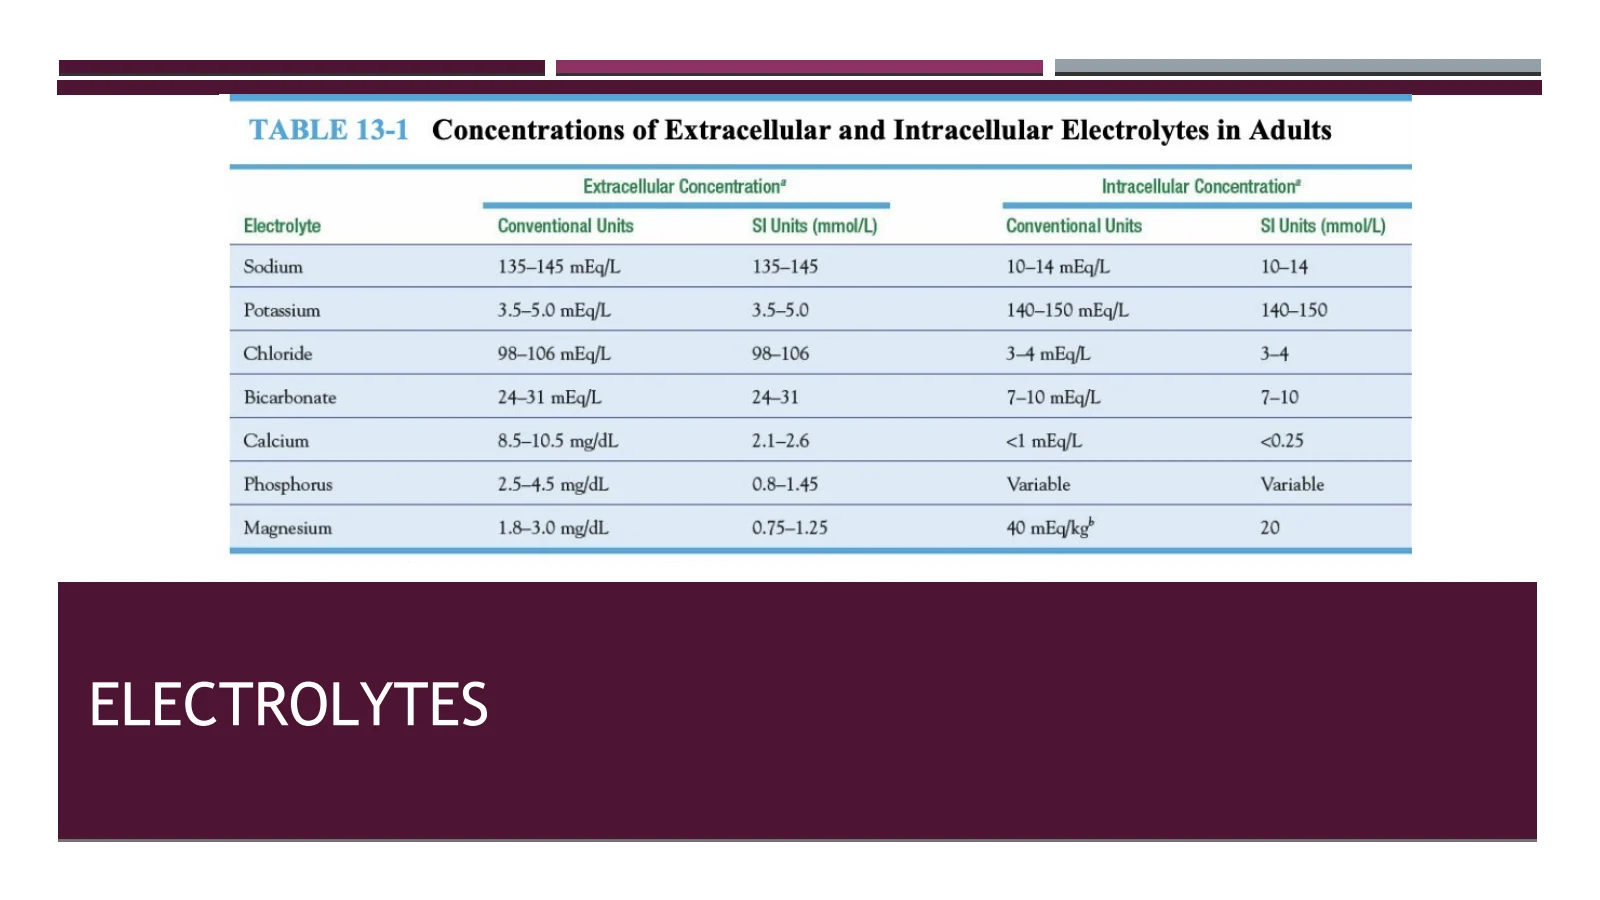 TABLE 13-1 Concentrations of Extracellular and Intracellular Electrolytes in Adults
Extracellular Concentrationᵃ Intracellular Concentrationᵃ
Electrolyte Conventional Units SI Units (mmol/L) Conventional Units SI Units (mmol/L)
Sodium 135–145 mEq/L 135–145 10–14 mEq/L 10–14
Potassium 3.5–5.0 mEq/L 3.5–5.0 140–150 mEq/L 140–150
Chloride 98–106 mEq/L 98–106 3–4 mEq/L 3–4
Bicarbonate 24–31 mEq/L 24–31 7–10 mEq/L 7–10
Calcium 8.5–10.5 mg/dL 2.1–2.6 <1 mEq/L <0.25
Phosphorus 2.5–4.5 mg/dL 0.8–1.45 Variable Variable
Magnesium 1.8–3.0 mg/dL 0.75–1.25 40 mEq/kgᵇ 20
ELECTROLYTES